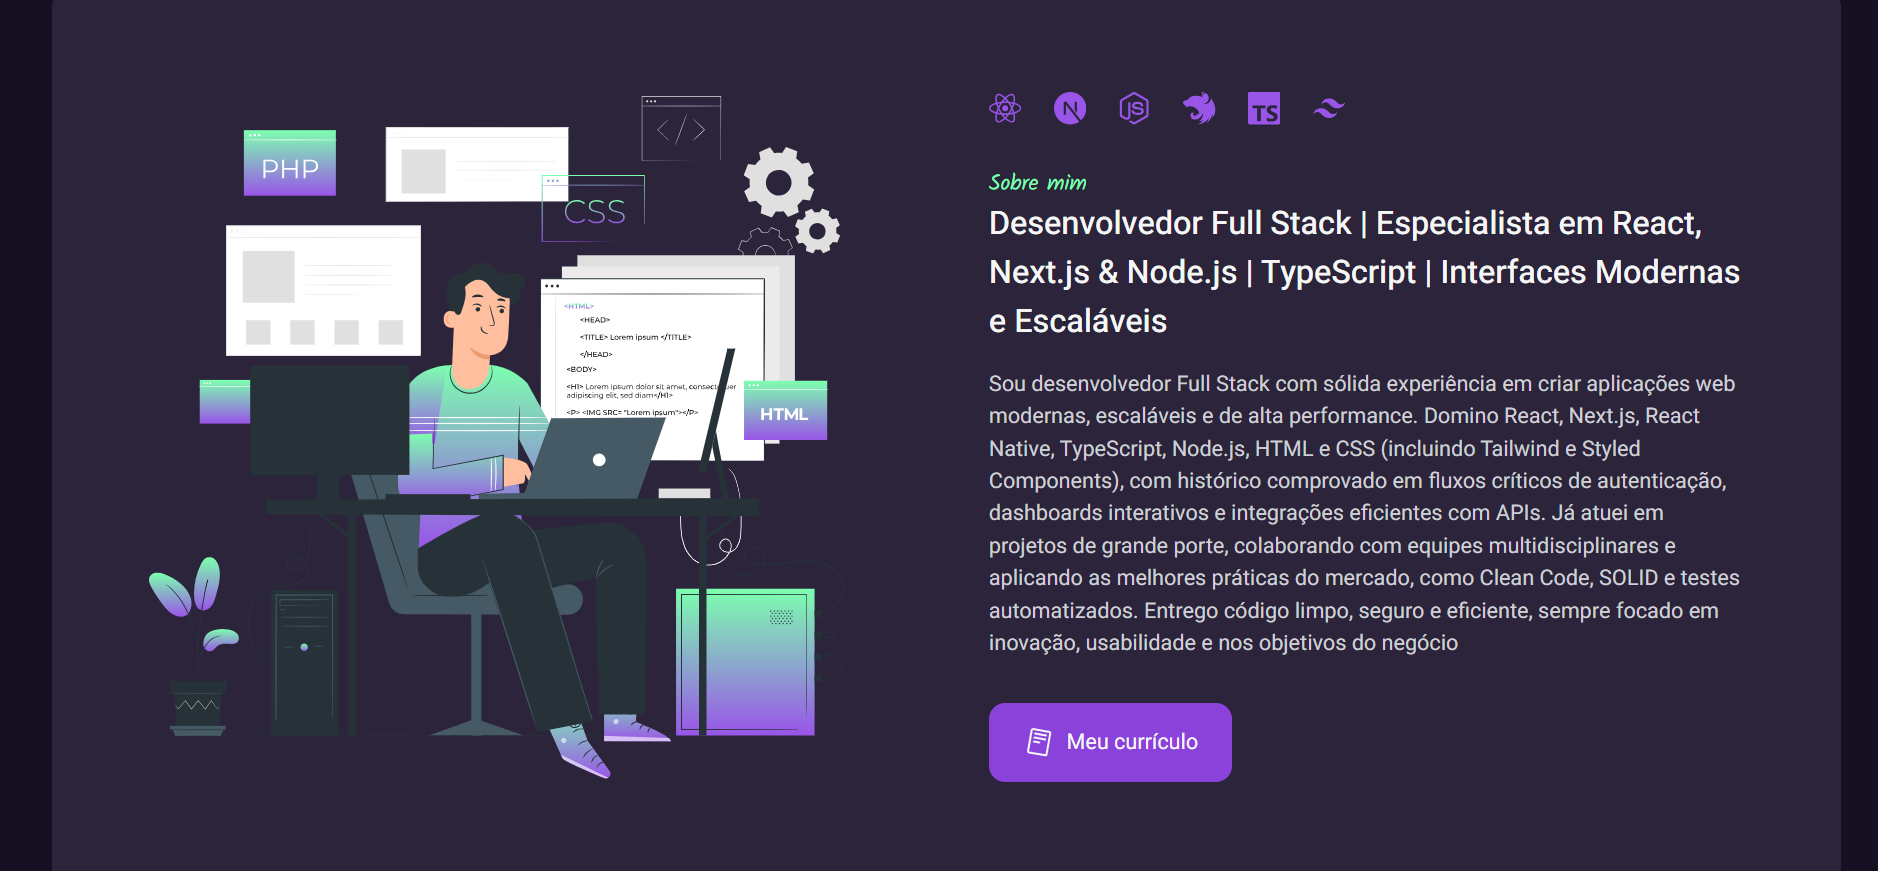 PHP
</>
CSS
<HTML>
<HEAD>
<TITLE> Lorem ipsum </TITLE>
</HEAD>
<BODY>
<H1> Lorem ipsum dolor sit amet, consectetuer
adipiscing elit, sed diam</H1>
<P> <IMG SRC= "Lorem ipsum"></P>
HTML
N
JS
TS
Sobre mim
Desenvolvedor Full Stack | Especialista em React,
Next.js & Node.js | TypeScript | Interfaces Modernas
e Escaláveis
Sou desenvolvedor Full Stack com sólida experiência em criar aplicações web
modernas, escaláveis e de alta performance. Domino React, Next.js, React
Native, TypeScript, Node.js, HTML e CSS (incluindo Tailwind e Styled
Components), com histórico comprovado em fluxos críticos de autenticação,
dashboards interativos e integrações eficientes com APIs. Já atuei em
projetos de grande porte, colaborando com equipes multidisciplinares e
aplicando as melhores práticas do mercado, como Clean Code, SOLID e testes
automatizados. Entrego código limpo, seguro e eficiente, sempre focado em
inovação, usabilidade e nos objetivos do negócio
Meu currículo